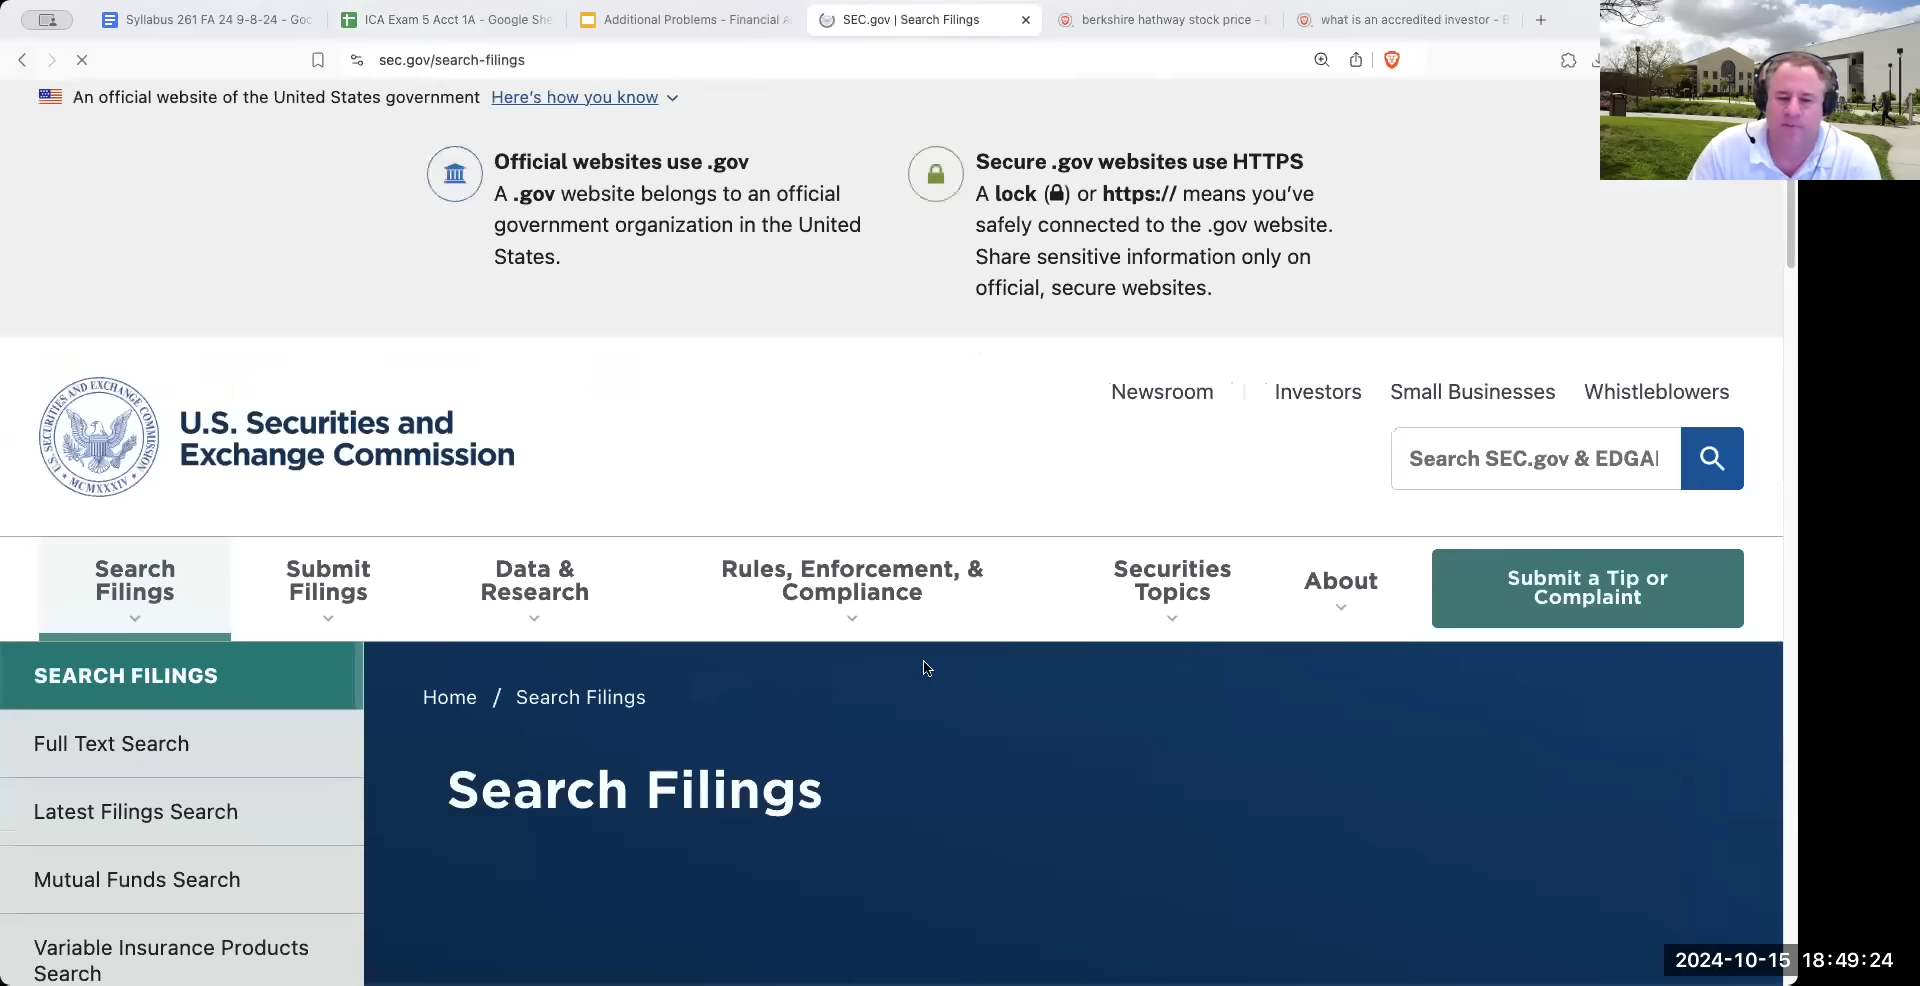 Syllabus 261 FA 24 9-8-24 - Goo
ICA Exam 5 Acct 1A - Google She
Additional Problems - Financial A
SEC.gov | Search Filings
berkshire hathway stock price -
what is an accredited investor -
sec.gov/search-filings
An official website of the United States government Here's how you know
Official websites use .gov
A .gov website belongs to an official
government organization in the United
States.
Secure .gov websites use HTTPS
A lock ( ) or https:// means you've
safely connected to the .gov website.
Share sensitive information only on
official, secure websites.
U.S. SECURITIES AND EXCHANGE COMMISSION
MCMXXXIV
U.S. Securities and
Exchange Commission
Newsroom Investors Small Businesses Whistleblowers
Search SEC.gov & EDGAR
Search
Filings
Submit
Filings
Data &
Research
Rules, Enforcement, &
Compliance
Securities
Topics
About
Submit a Tip or
Complaint
SEARCH FILINGS
Full Text Search
Latest Filings Search
Mutual Funds Search
Variable Insurance Products
Search
Home / Search Filings
Search Filings
2024-10-15 18:49:24